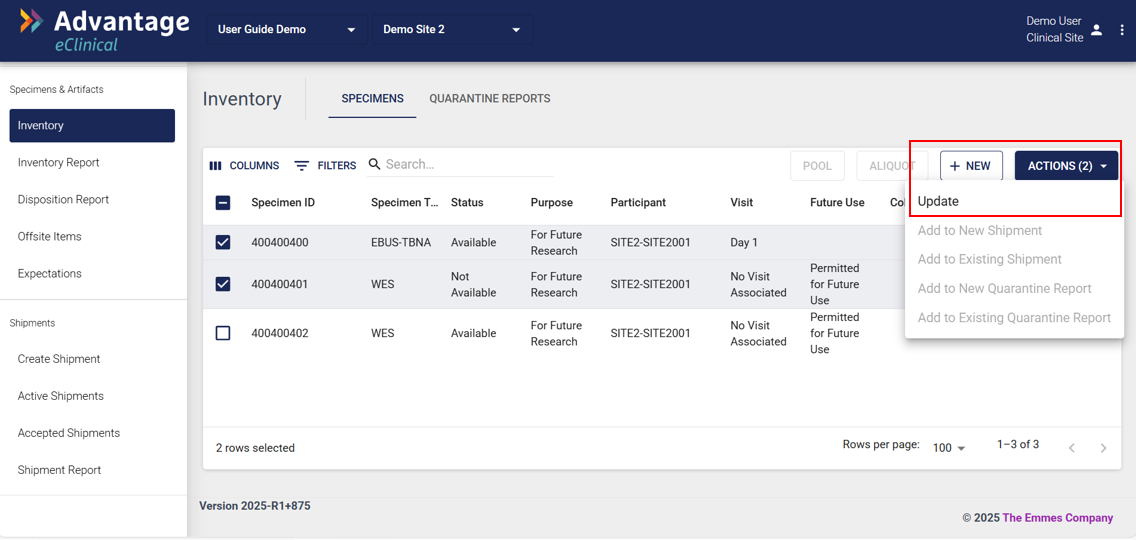 Advantage
eClinical
User Guide Demo
Demo Site 2
Demo User
Clinical Site
Specimens & Artifacts
Inventory
Inventory Report
Disposition Report
Offsite Items
Expectations
Shipments
Create Shipment
Active Shipments
Accepted Shipments
Shipment Report
Inventory
SPECIMENS
QUARANTINE REPORTS
COLUMNS
FILTERS
Search...
POOL
ALIQUOT
+ NEW
ACTIONS (2)
Update
Add to New Shipment
Add to Existing Shipment
Add to New Quarantine Report
Add to Existing Quarantine Report
Specimen ID
Specimen T...
Status
Purpose
Participant
Visit
Future Use
400400400
EBUS-TBNA
Available
For Future
Research
SITE2-SITE2001
Day 1
400400401
WES
Not
Available
For Future
Research
SITE2-SITE2001
No Visit
Associated
Permitted
for Future
Use
400400402
WES
Available
For Future
Research
SITE2-SITE2001
No Visit
Associated
Permitted
for Future
Use
2 rows selected
Rows per page:
100
1–3 of 3
Version 2025-R1+875
© 2025 The Emmes Company